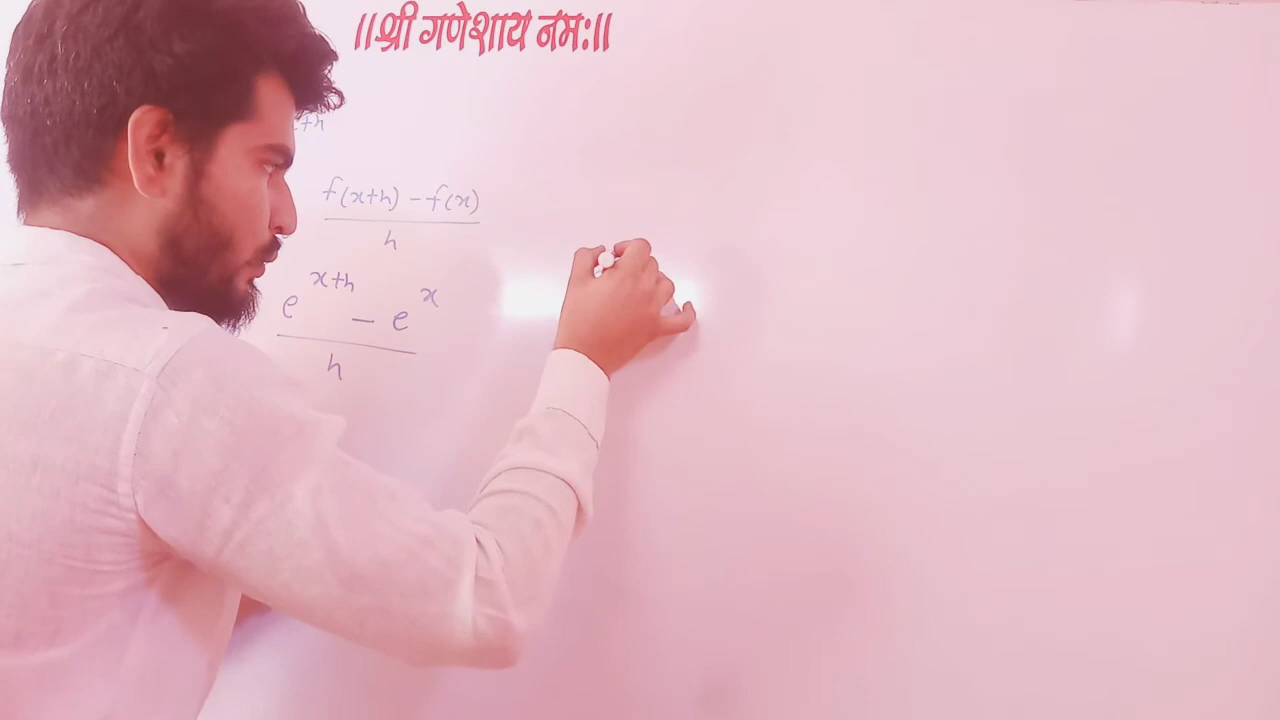 ॥श्री गणेशाय नमः॥
x+h
f(x+h) - f(x)
h
e^{x+h} - e^x
h